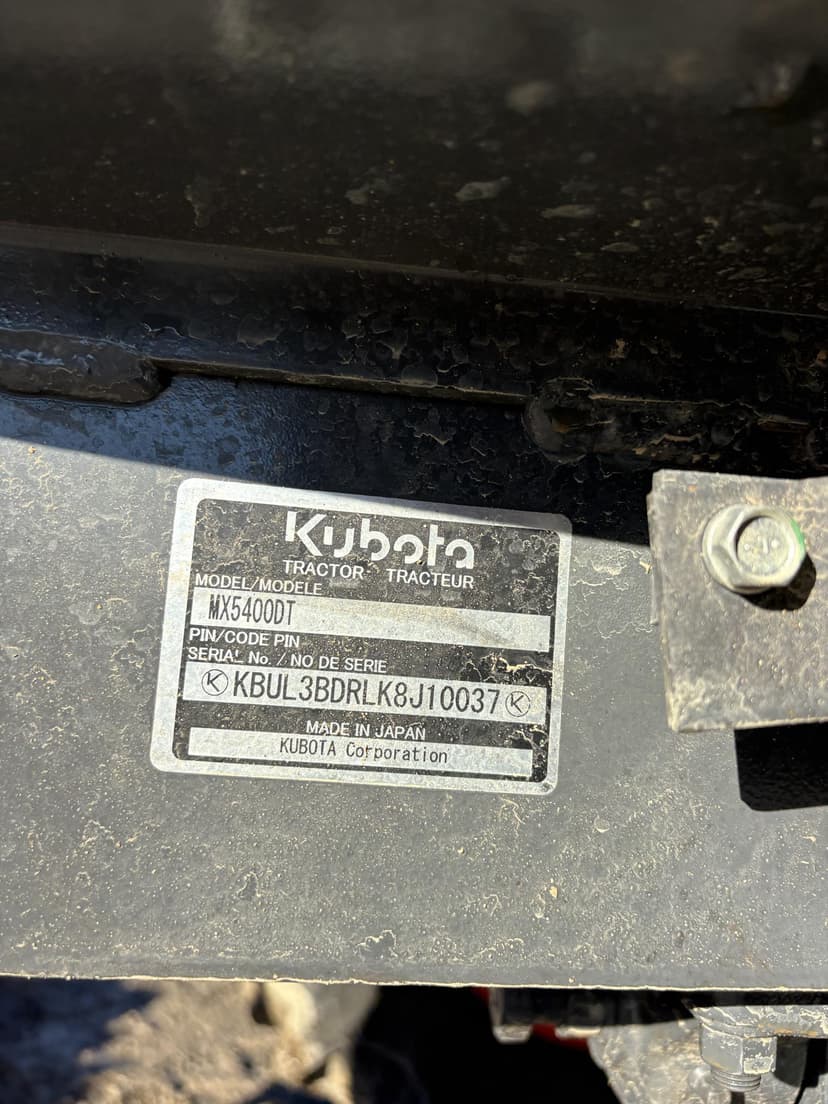 Kubota
TRACTOR TRACTEUR
MODEL/MODELE
MX5400DT
PIN/CODE PIN
SERIAL No. / NO DE SERIE
KBUL3BDRLK8J10037
MADE IN JAPAN
KUBOTA Corporation